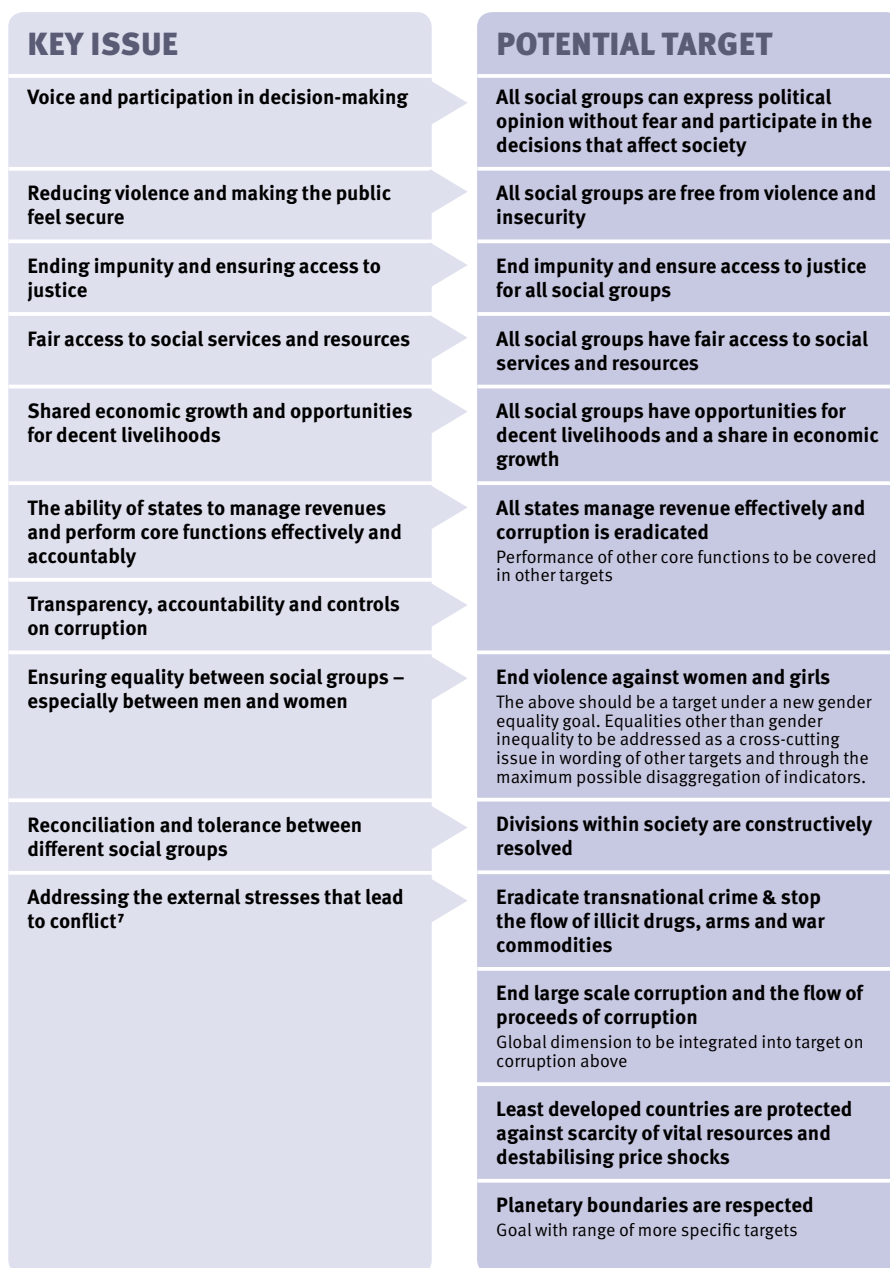 KEY ISSUE
POTENTIAL TARGET
Voice and participation in decision-making
All social groups can express political
opinion without fear and participate in the
decisions that affect society
Reducing violence and making the public
feel secure
All social groups are free from violence and
insecurity
Ending impunity and ensuring access to
justice
End impunity and ensure access to justice
for all social groups
Fair access to social services and resources
All social groups have fair access to social
services and resources
Shared economic growth and opportunities
for decent livelihoods
All social groups have opportunities for
decent livelihoods and a share in economic
growth
The ability of states to manage revenues
and perform core functions effectively and
accountably
All states manage revenue effectively and
corruption is eradicated
Performance of other core functions to be covered
in other targets
Transparency, accountability and controls
on corruption
Ensuring equality between social groups –
especially between men and women
End violence against women and girls
The above should be a target under a new gender
equality goal. Equalities other than gender
inequality to be addressed as a cross-cutting
issue in wording of other targets and through the
maximum possible disaggregation of indicators.
Reconciliation and tolerance between
different social groups
Divisions within society are constructively
resolved
Addressing the external stresses that lead
to conflict⁷
Eradicate transnational crime & stop
the flow of illicit drugs, arms and war
commodities
End large scale corruption and the flow of
proceeds of corruption
Global dimension to be integrated into target on
corruption above
Least developed countries are protected
against scarcity of vital resources and
destabilising price shocks
Planetary boundaries are respected
Goal with range of more specific targets